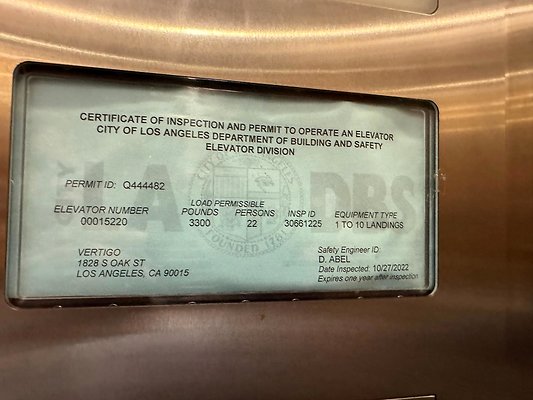 CERTIFICATE OF INSPECTION AND PERMIT TO OPERATE AN ELEVATOR
CITY OF LOS ANGELES DEPARTMENT OF BUILDING AND SAFETY
ELEVATOR DIVISION
PERMIT ID: Q444482
LOAD PERMISSIBLE
ELEVATOR NUMBER POUNDS PERSONS INSP ID EQUIPMENT TYPE
00015220 3300 22 30661225 1 TO 10 LANDINGS
DBS
FOUNDED 1781
VERTIGO
1828 S OAK ST
LOS ANGELES, CA 90015
Safety Engineer ID
D. ABEL
Date Inspected: 10/27/2022
Expires one year after inspection